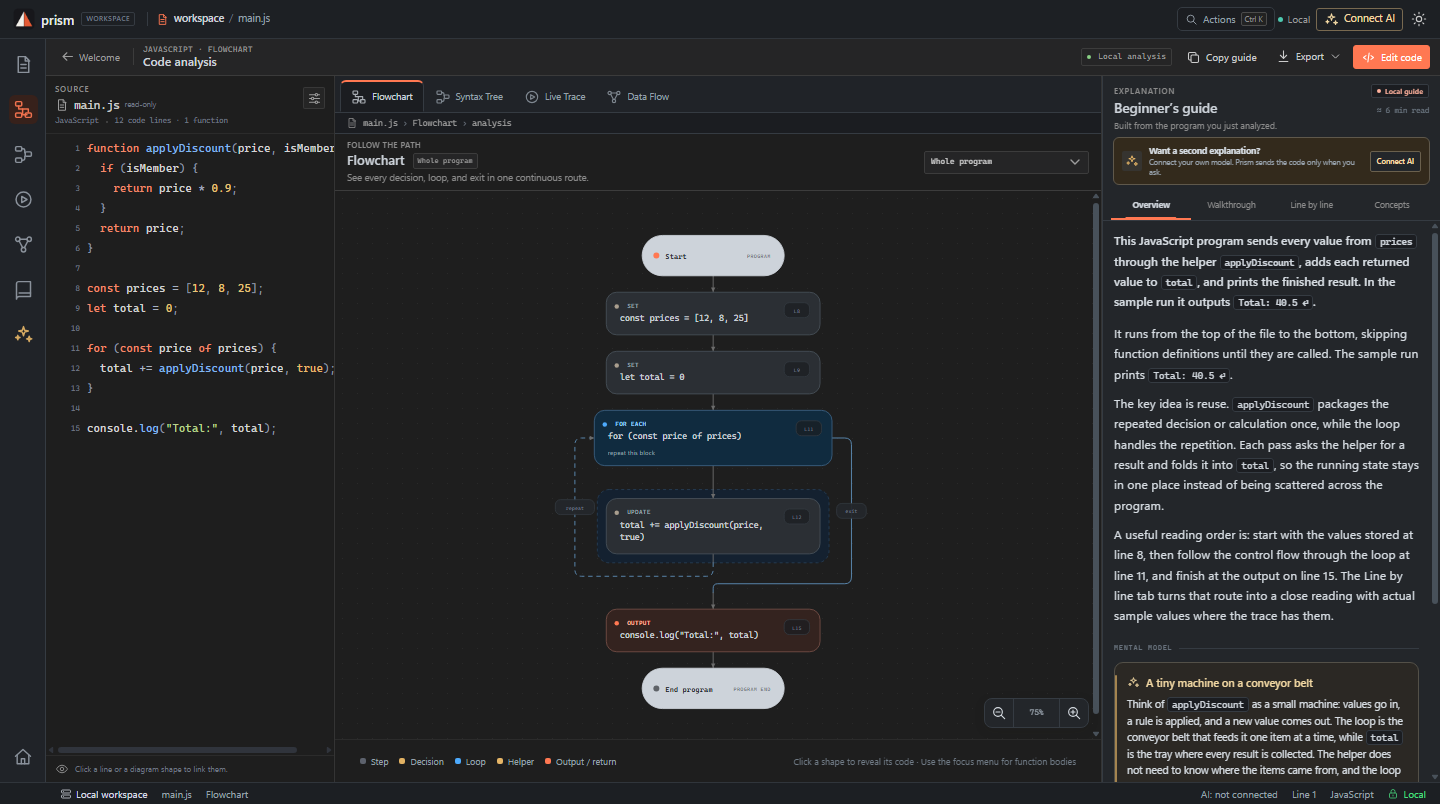 prism WORKSPACE workspace / main.js Actions Ctrl K Local Connect AI
Welcome JAVASCRIPT · FLOWCHART
Code analysis
Local analysis Copy guide Export Edit code
SOURCE
main.js read-only
JavaScript . 12 code lines · 1 function
1 function applyDiscount(price, isMember
2 if (isMember) {
3 return price * 0.9;
4 }
5 return price;
6 }
7
8 const prices = [12, 8, 25];
9 let total = 0;
10
11 for (const price of prices) {
12 total += applyDiscount(price, true);
13 }
14
15 console.log("Total:", total);
Click a line or a diagram shape to link them.
Flowchart Syntax Tree Live Trace Data Flow
main.js › Flowchart › analysis
FOLLOW THE PATH
Flowchart Whole program
See every decision, loop, and exit in one continuous route.
Whole program
Start PROGRAM
SET
const prices = [12, 8, 25]
SET
let total = 0
FOR EACH
for (const price of prices) L11
repeat this block
repeat
exit
UPDATE
total += applyDiscount(price,
true)
L12
OUTPUT
console.log("Total:", total) L15
End program PROGRAM END
75%
Step Decision Loop Helper Output / return
Click a shape to reveal its code · Use the focus menu for function bodies
EXPLANATION
Local guide
Beginner's guide
6 min read
Built from the program you just analyzed.
Want a second explanation?
Connect your own model. Prism sends the code only when you
ask.
Connect AI
Overview Walkthrough Line by line Concepts
This JavaScript program sends every value from prices
through the helper applyDiscount, adds each returned
value to total, and prints the finished result. In the
sample run it outputs Total: 40.5 ↵.
It runs from the top of the file to the bottom, skipping
function definitions until they are called. The sample run
prints Total: 40.5 ↵.
The key idea is reuse. applyDiscount packages the
repeated decision or calculation once, while the loop
handles the repetition. Each pass asks the helper for a
result and folds it into total, so the running state stays
in one place instead of being scattered across the
program.
A useful reading order is: start with the values stored at
line 8, then follow the control flow through the loop at
line 11, and finish at the output on line 15. The Line by
line tab turns that route into a close reading with actual
sample values where the trace has them.
MENTAL MODEL
A tiny machine on a conveyor belt
Think of applyDiscount as a small machine: values go in,
a rule is applied, and a new value comes out. The loop is the
conveyor belt that feeds it one item at a time, while total
is the tray where every result is collected. The helper does
not need to know where the items came from, and the loop
Local workspace main.js Flowchart
AI: not connected Line 1 JavaScript Local